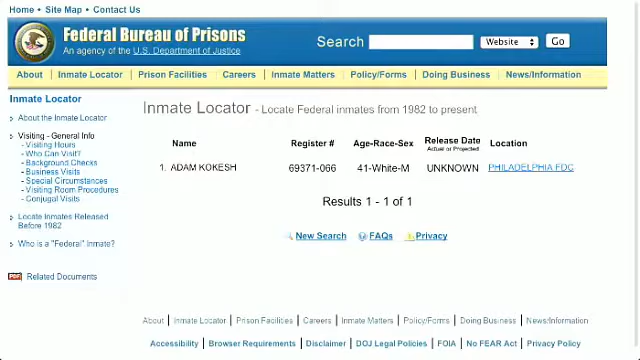 Home • Site Map • Contact Us
Federal Bureau of Prisons
An agency of the U.S. Department of Justice
Search Website Go
About Inmate Locator Prison Facilities Careers Inmate Matters Policy/Forms Doing Business News/Information
Inmate Locator
About the Inmate Locator
Visiting - General Info
- Visiting Hours
- Who Can Visit?
- Background Checks
- Business Visits
- Special Circumstances
- Visiting Room Procedures
- Conjugal Visits
Locate Inmates Released
Before 1982
Who is a "Federal" Inmate?
Related Documents
Inmate Locator - Locate Federal inmates from 1982 to present
Name Register # Age-Race-Sex Release Date Location
Actual or Projected
1. ADAM KOKESH 69371-066 41-White-M UNKNOWN PHILADELPHIA FDC
Results 1 - 1 of 1
New Search FAQs Privacy
About | Inmate Locator | Prison Facilities | Careers | Inmate Matters | Policy/Forms | Doing Business | News/Information
Accessibility | Browser Requirements | Disclaimer | DOJ Legal Policies | FOIA | No FEAR Act | Privacy Policy